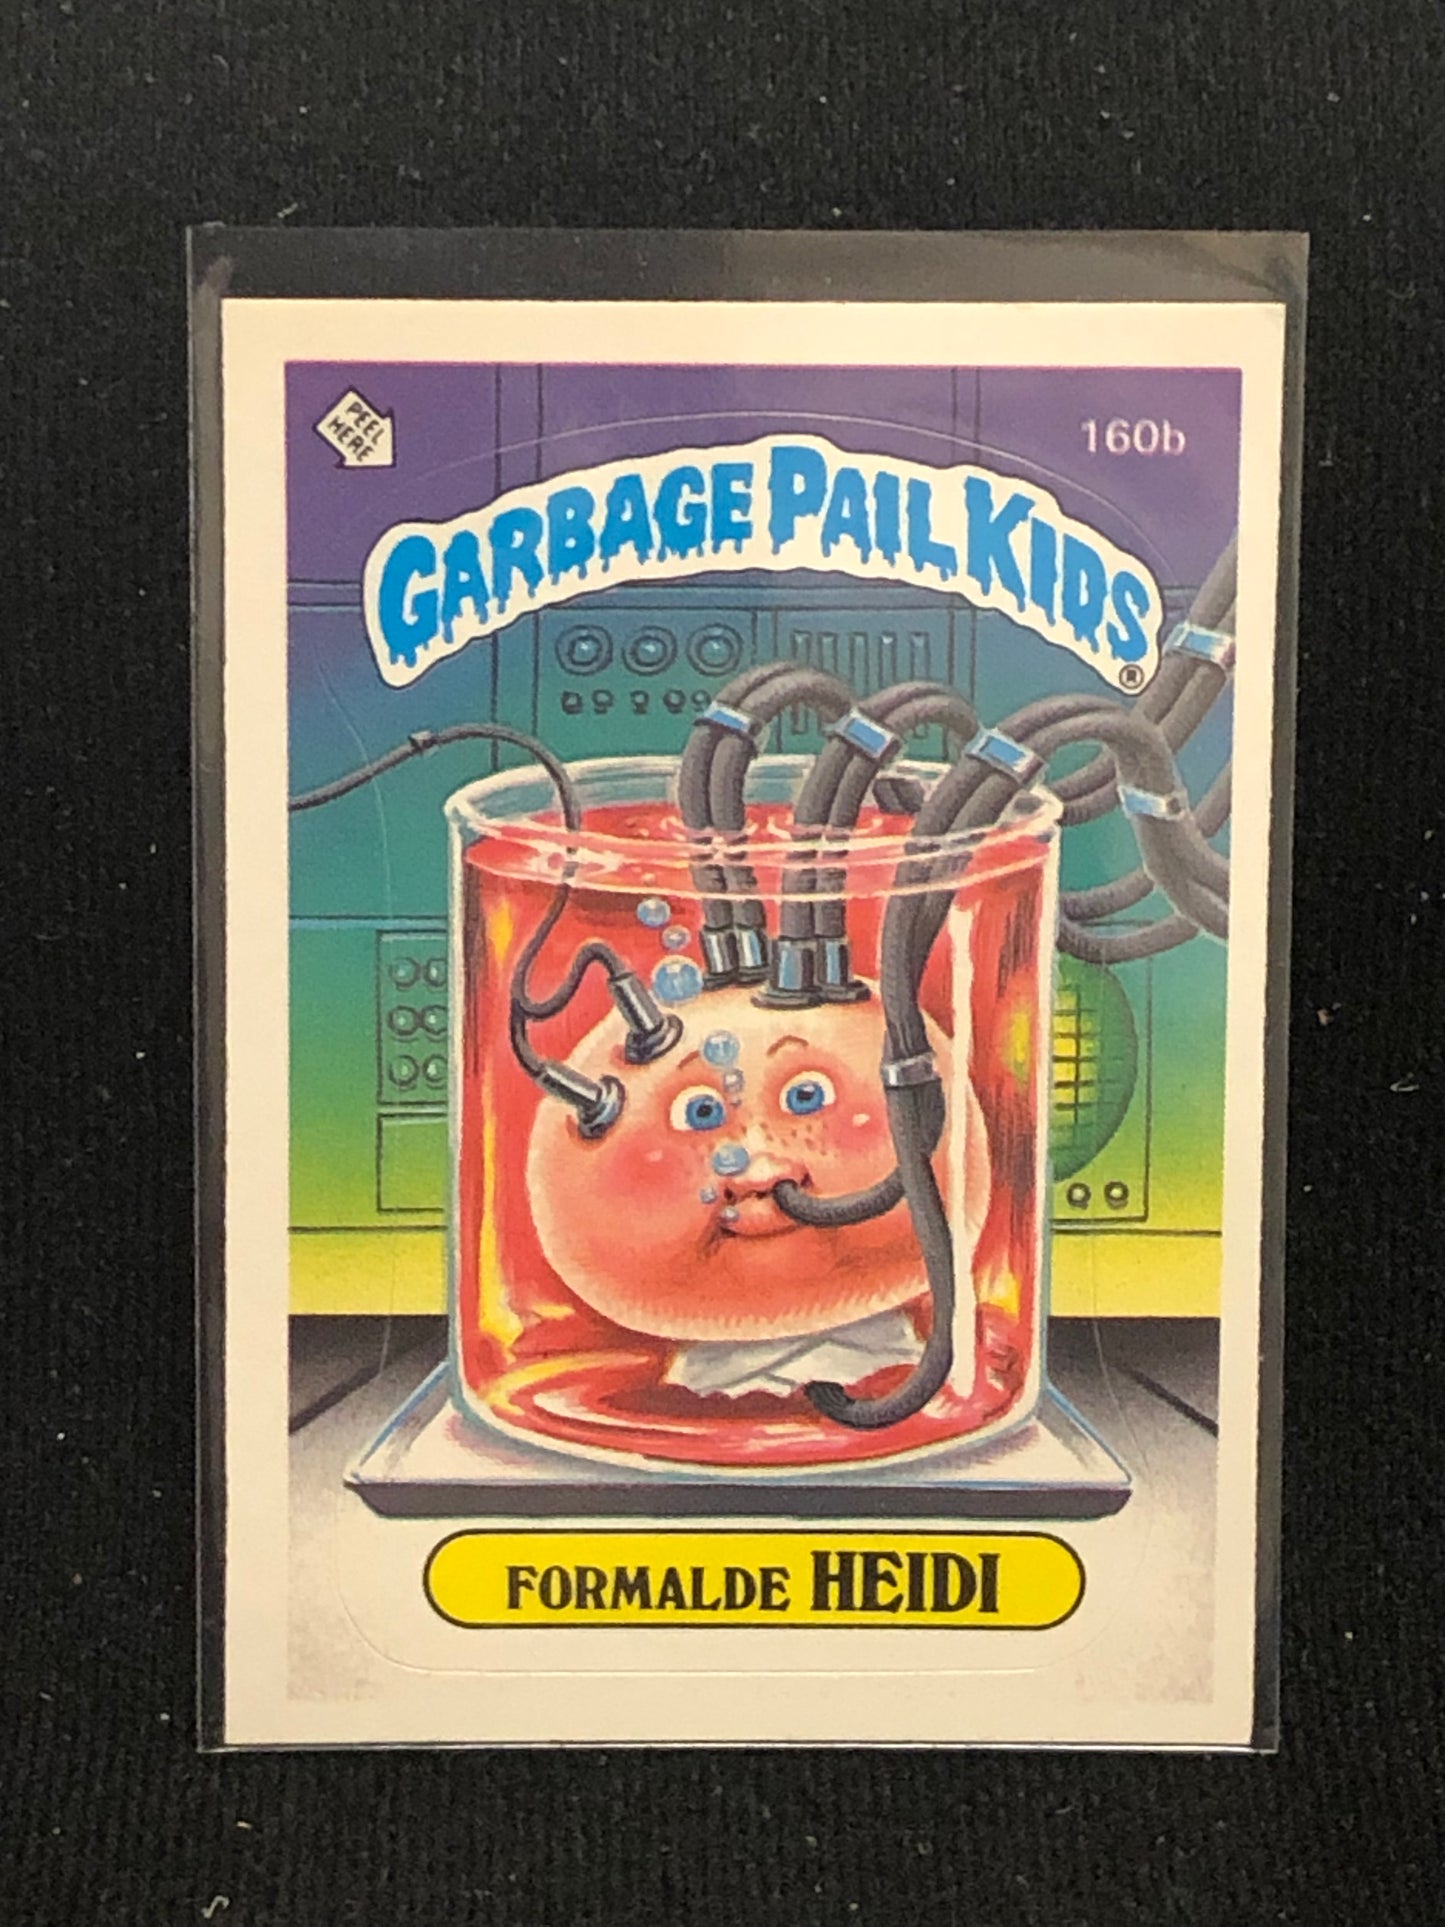 PEEL
HERE
160b
GARBAGE PAIL KIDS
®
FORMALDE HEIDI